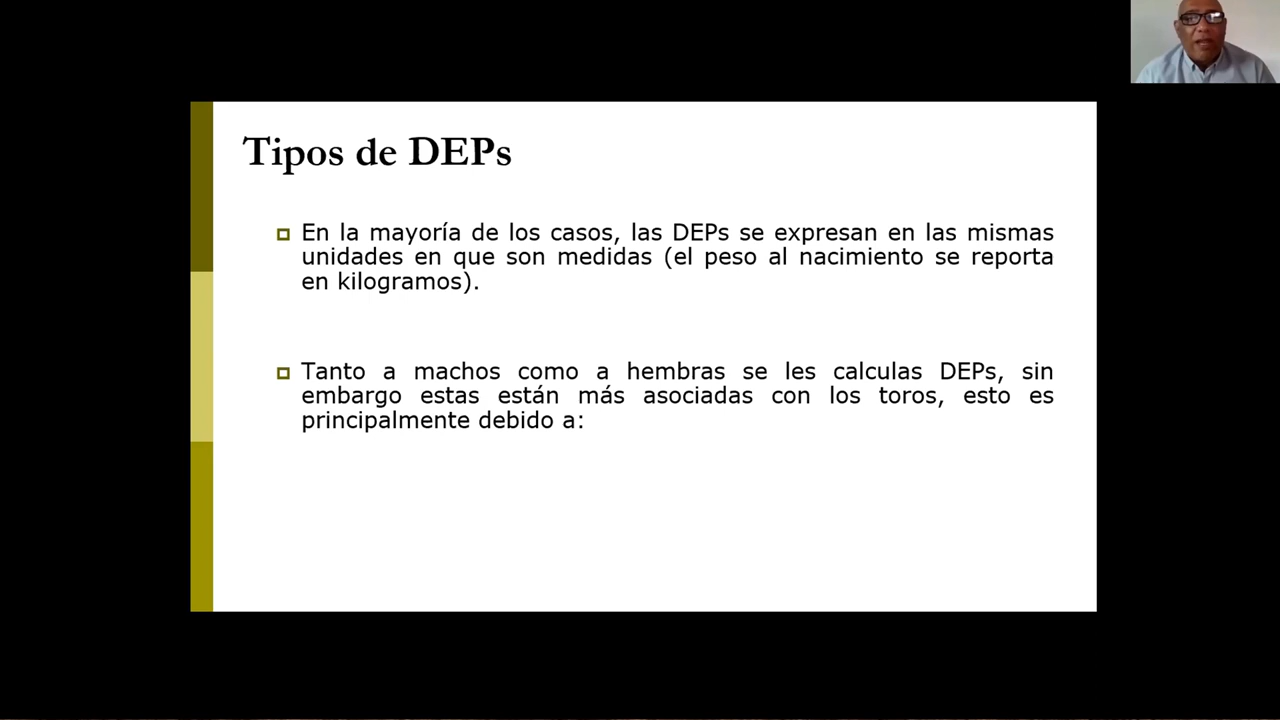 Tipos de DEPs
En la mayoría de los casos, las DEPs se expresan en las mismas
unidades en que son medidas (el peso al nacimiento se reporta
en kilogramos).
Tanto a machos como a hembras se les calculas DEPs, sin
embargo estas están más asociadas con los toros, esto es
principalmente debido a: